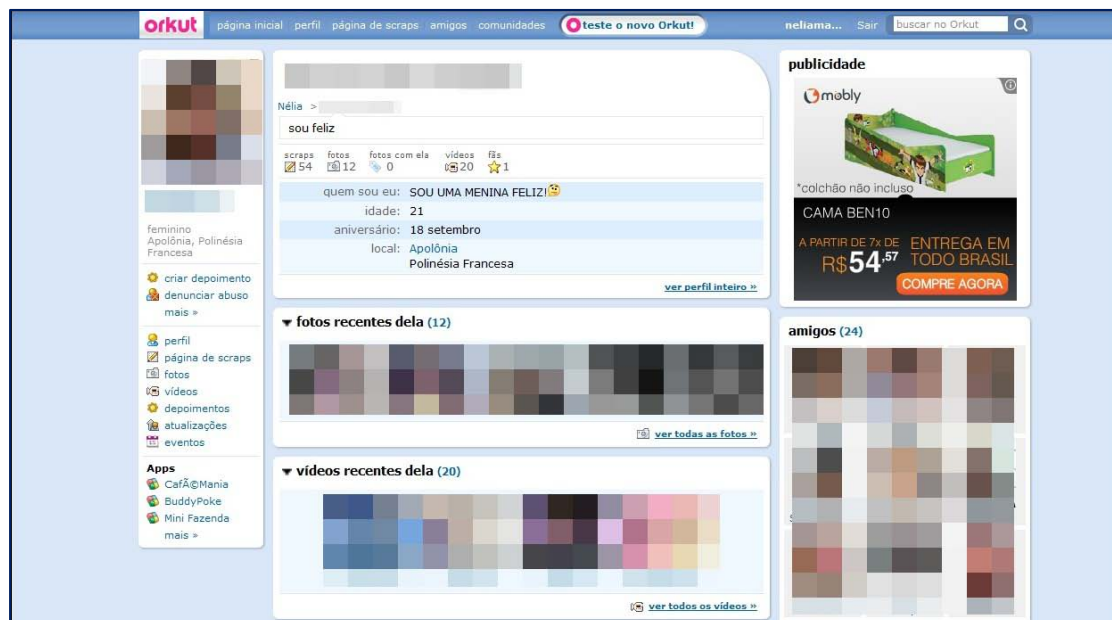 orkut página inicial perfil página de scraps amigos comunidades teste o novo Orkut! neliama... Sair buscar no Orkut
feminino
Apolônia, Polinésia
Francesa
criar depoimento
denunciar abuso
mais »
perfil
página de scraps
fotos
vídeos
depoimentos
atualizações
eventos
Apps
CafÃ©Mania
BuddyPoke
Mini Fazenda
mais »
Nélia >
sou feliz
scraps fotos fotos com ela vídeos fãs
54 12 0 20 1
quem sou eu: SOU UMA MENINA FELIZ!
idade: 21
aniversário: 18 setembro
local: Apolônia
Polinésia Francesa
ver perfil inteiro »
fotos recentes dela (12)
ver todas as fotos »
vídeos recentes dela (20)
ver todos os vídeos »
publicidade
mobly
*colchão não incluso
CAMA BEN10
A PARTIR DE 7x DE
R$54,57
ENTREGA EM
TODO BRASIL
COMPRE AGORA
amigos (24)